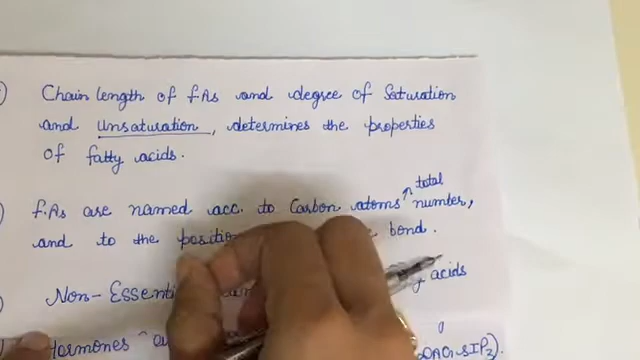 Chain length of fAs and degree of Saturation
and Unsaturation, determines the properties
of fatty acids.
total
f.As are named acc. to Carbon atoms number,
and to the bond.
Non-Essenti acids
Hormones